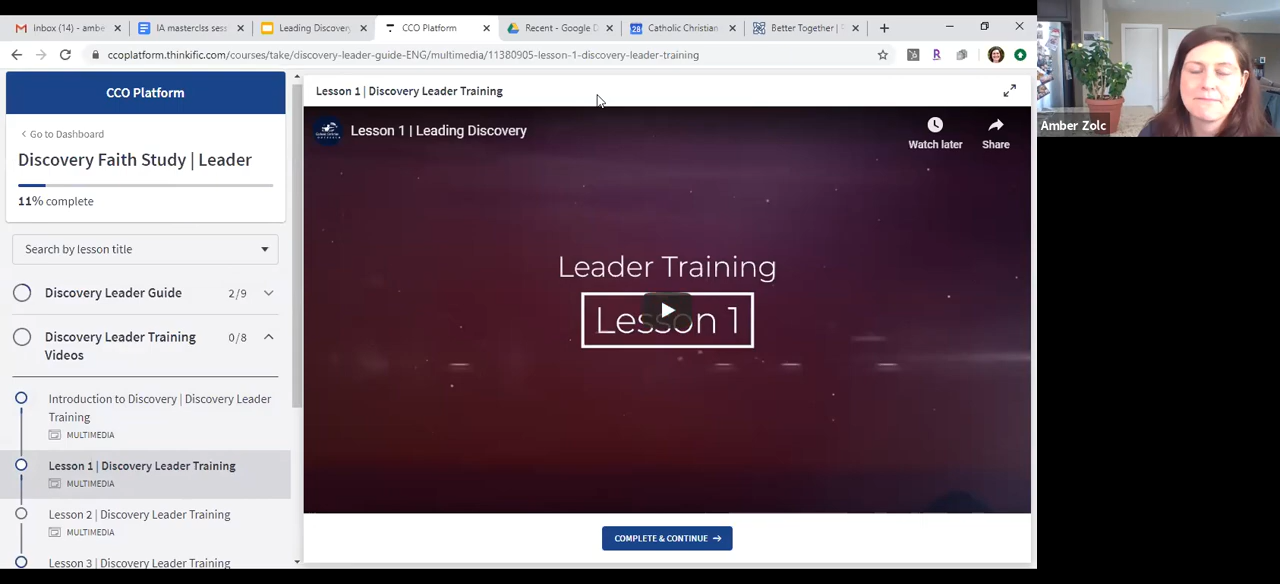 Inbox (14) - ambe
IA masterclss sess
Leading Discovery
CCO Platform
Recent - Google D
Catholic Christian
Better Together |
ccoplatform.thinkific.com/courses/take/discovery-leader-guide-ENG/multimedia/11380905-lesson-1-discovery-leader-training
CCO Platform
Go to Dashboard
Discovery Faith Study | Leader
11% complete
Search by lesson title
Discovery Leader Guide 2/9
Discovery Leader Training
Videos
0/8
Introduction to Discovery | Discovery Leader
Training
MULTIMEDIA
Lesson 1 | Discovery Leader Training
MULTIMEDIA
Lesson 2 | Discovery Leader Training
MULTIMEDIA
Lesson 3 | Discovery Leader Training
Lesson 1 | Discovery Leader Training
Lesson 1 | Leading Discovery
Watch later
Share
Leader Training
Lesson 1
COMPLETE & CONTINUE →
Amber Zolc